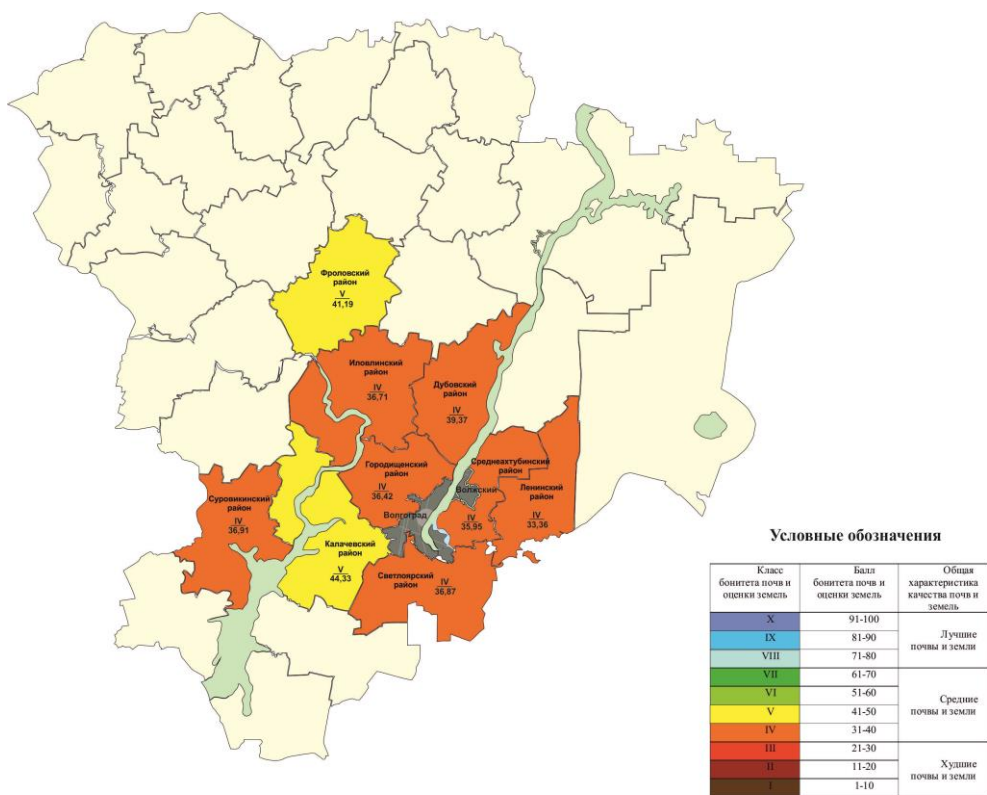 Фроловский
район
V
41,19
Иловлинский
район
IV
36,71
Дубовский
район
IV
39,37
Городищенский
район
IV
36,42
Среднеахтубинский
район
IV
35,95
Волжский
Ленинский
район
IV
33,36
Волгоград
Суровикинский
район
IV
36,91
Калачевский
район
V
44,33
Светлоярский
район
IV
36,87
Условные обозначения
Класс
бонитета почв и
оценки земель
Балл
бонитета почв и
оценки земель
Общая
характеристика
качества почв и
земель
X 91-100
IX 81-90
VIII 71-80
Лучшие
почвы и земли
VII 61-70
VI 51-60
V 41-50
IV 31-40
Средние
почвы и земли
III 21-30
II 11-20
I 1-10
Худшие
почвы и земли